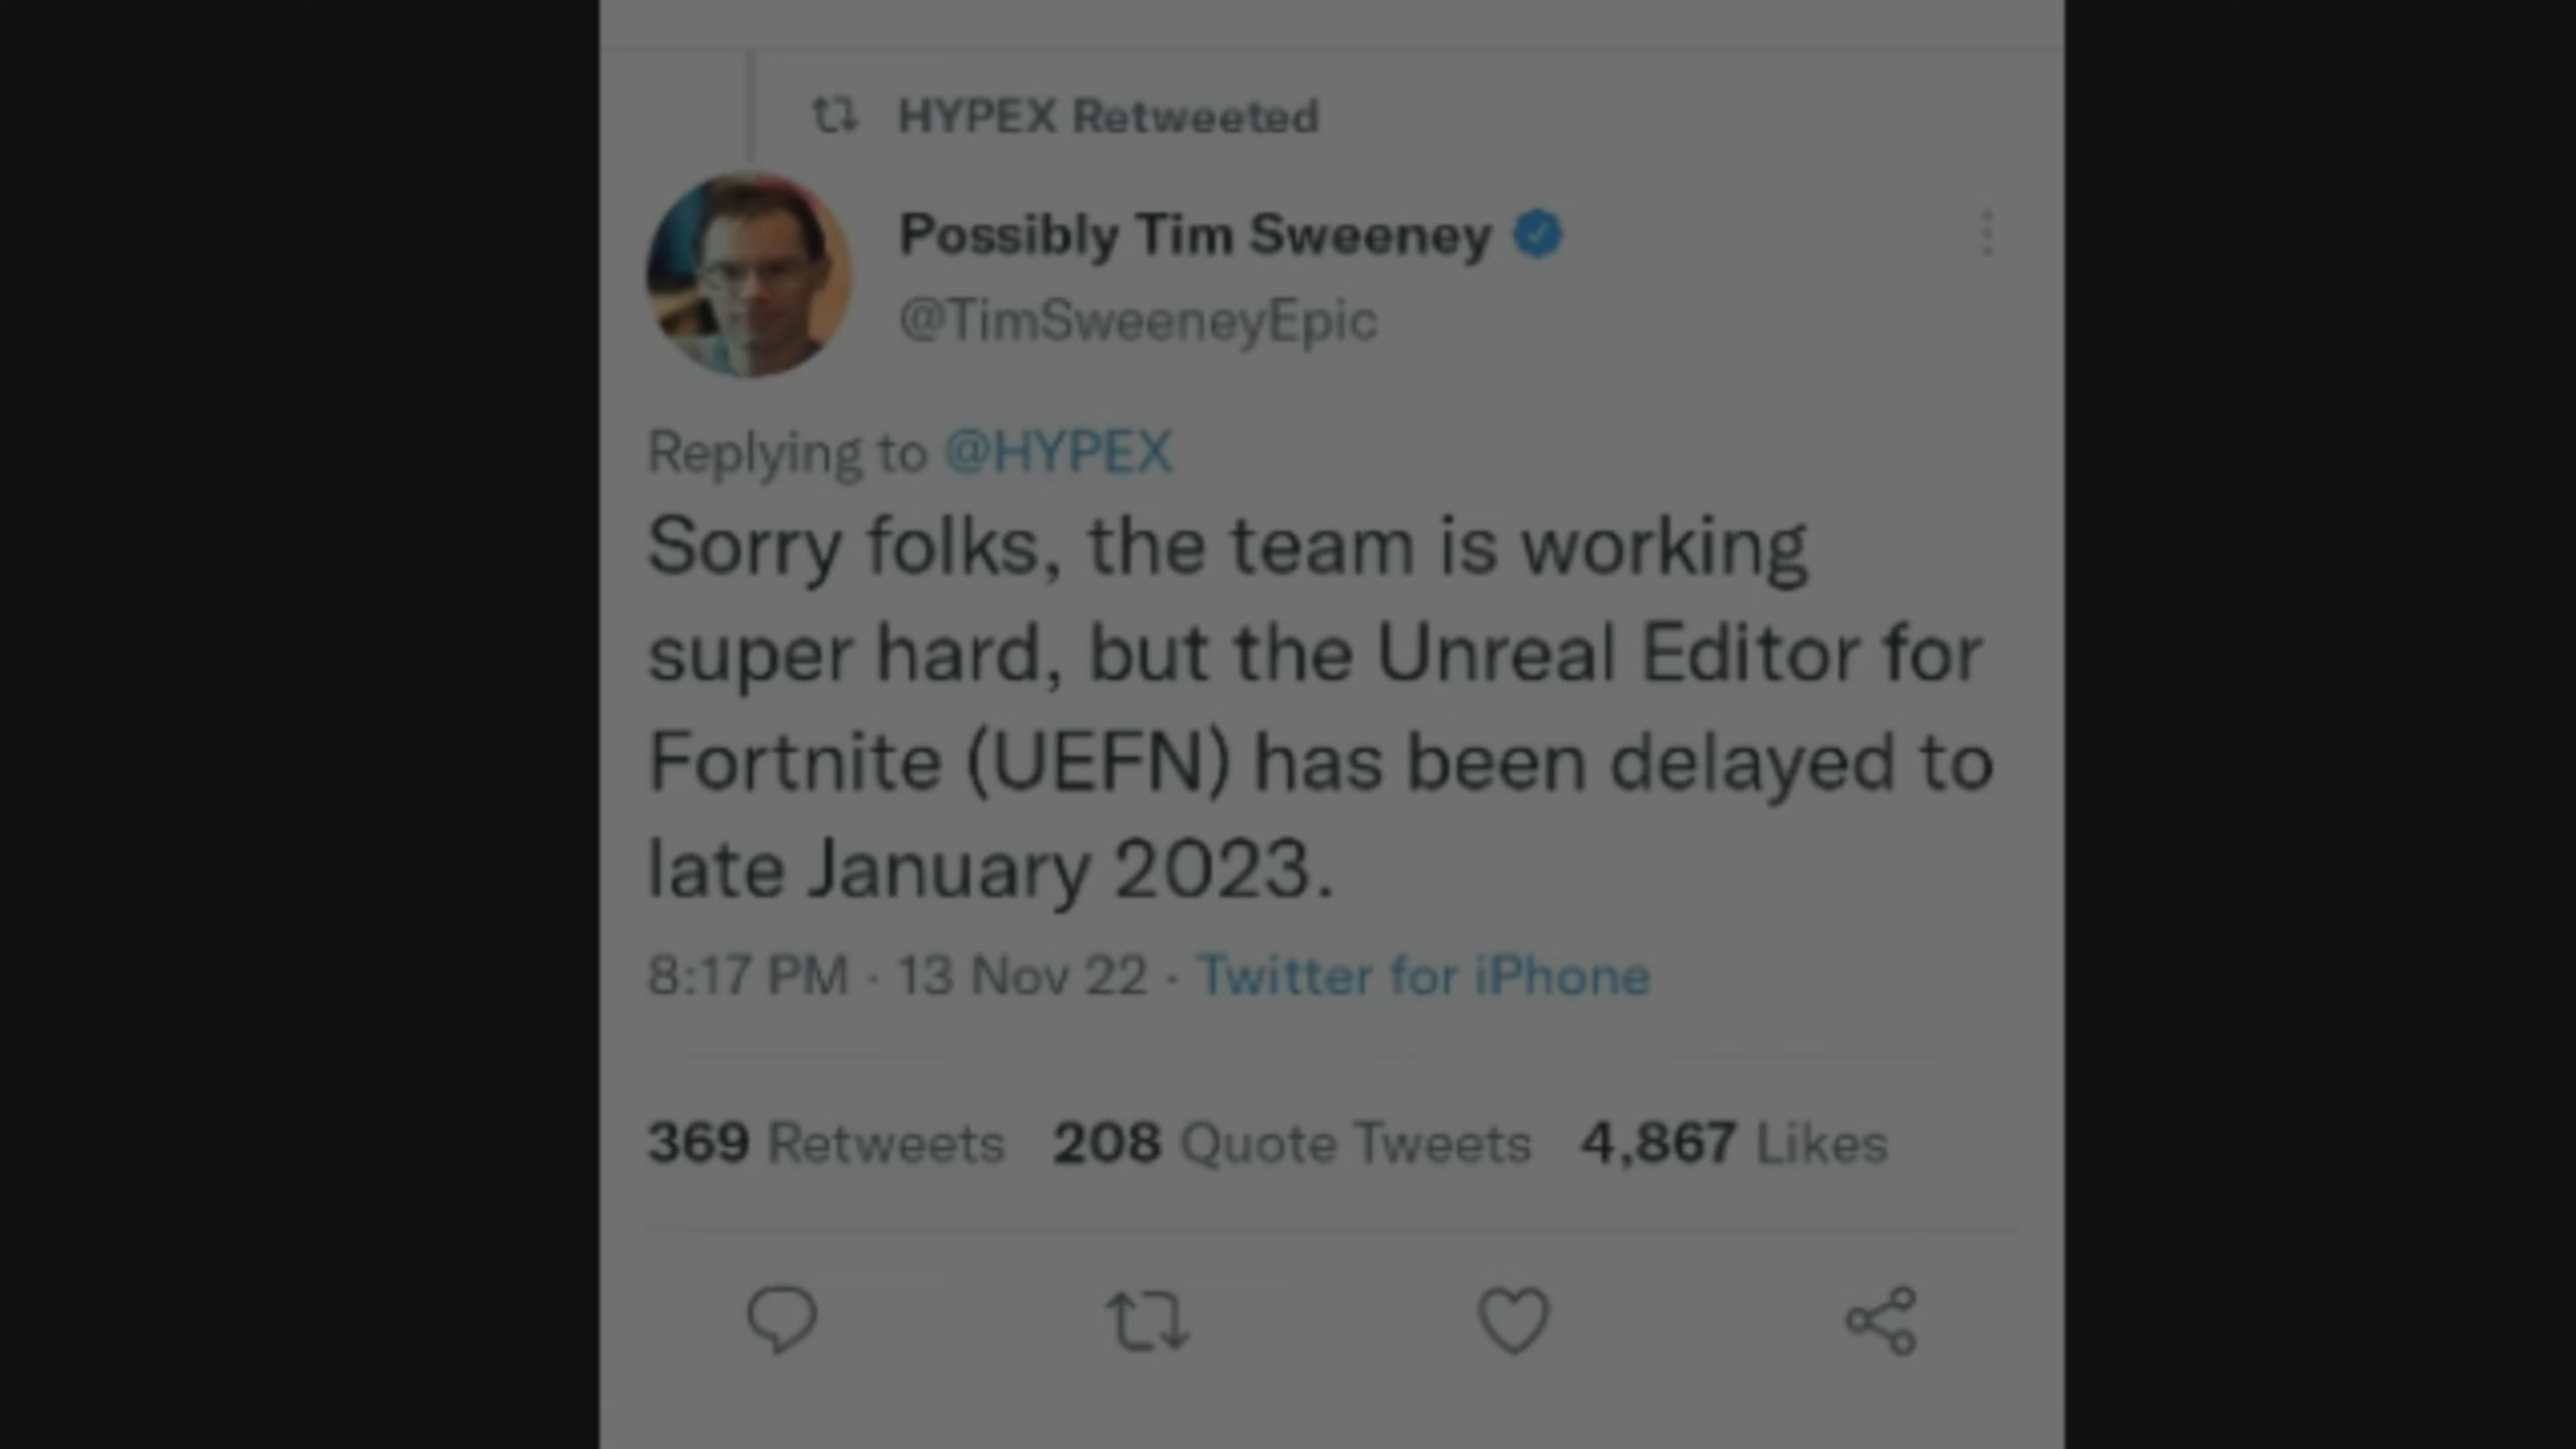 HYPEX Retweeted
Possibly Tim Sweeney
@TimSweeneyEpic
Replying to @HYPEX
Sorry folks, the team is working
super hard, but the Unreal Editor for
Fortnite (UEFN) has been delayed to
late January 2023.
8:17 PM · 13 Nov 22 · Twitter for iPhone
369 Retweets 208 Quote Tweets 4,867 Likes